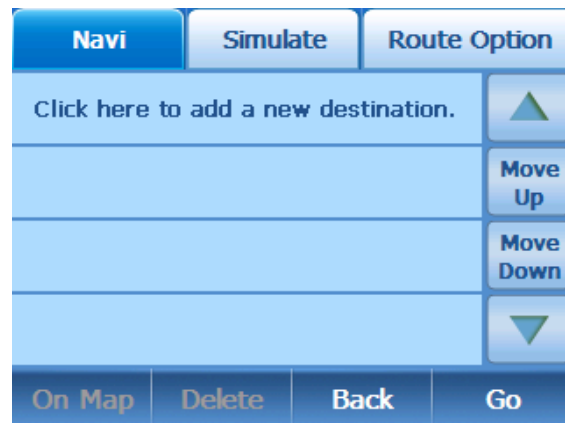 Navi
Simulate
Route Option
Click here to add a new destination.
Move
Up
Move
Down
On Map
Delete
Back
Go